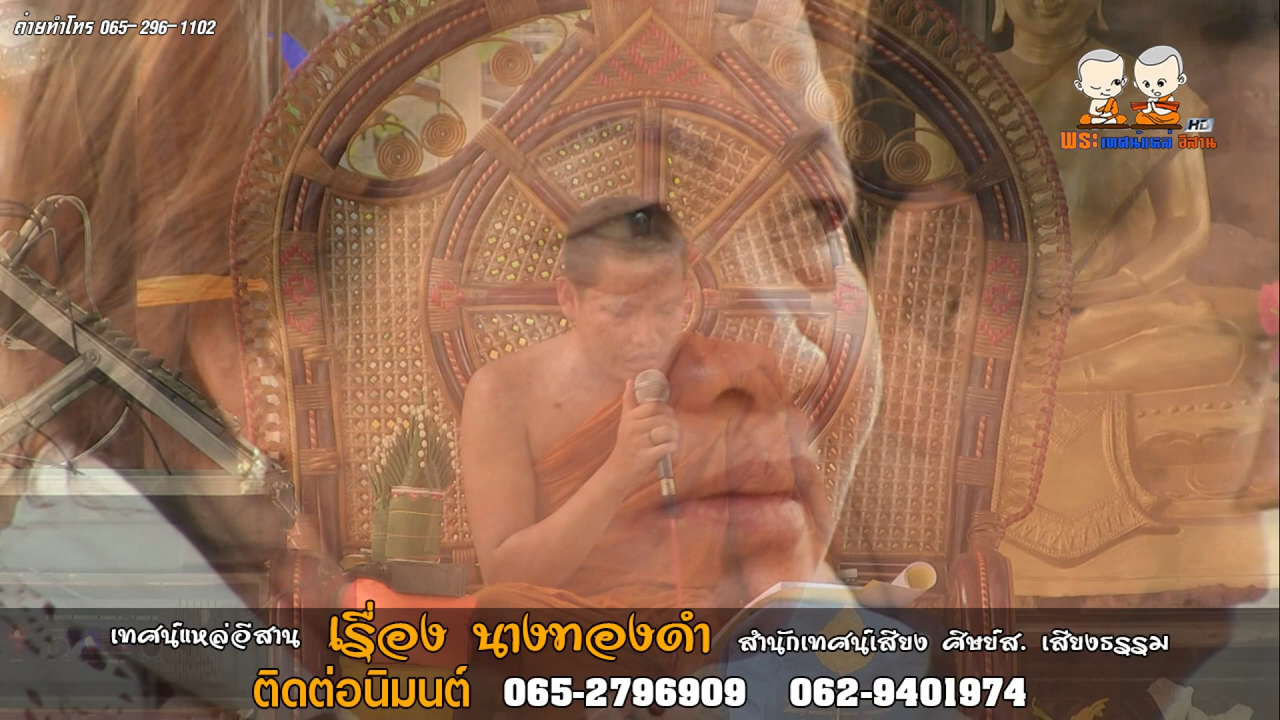 ถ่ายทำโทร 065-296-1102
HD
พระเทศน์แหล่ อีสาน
เทศน์แหล่อีสาน เรื่อง นางทองดำ สำนักเทศน์เสียง ศิษย์ส. เสียงธรรม
ติดต่อนิมนต์ 065-2796909 062-9401974